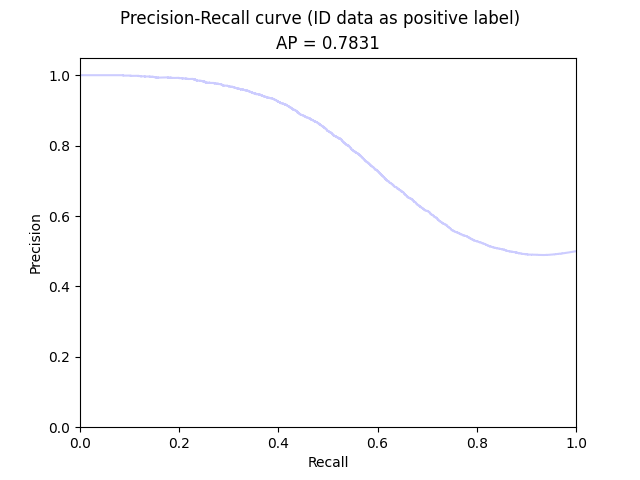 Precision-Recall curve (ID data as positive label)
AP = 0.7831
1.0
0.8
0.6
0.4
0.2
0.0
Precision
0.0 0.2 0.4 0.6 0.8 1.0
Recall